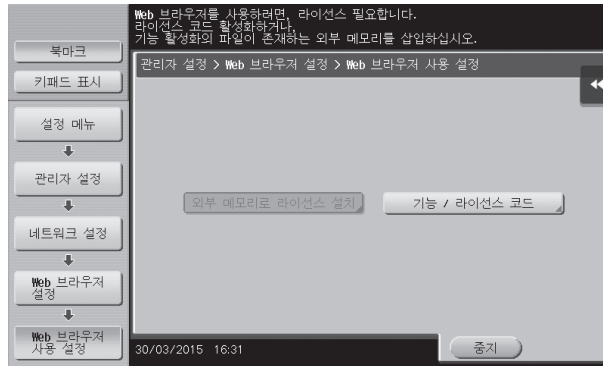 Web 브라우저를 사용하려면, 라이선스 필요합니다.
라이선스 코드 활성화하거나,
기능 활성화의 파일이 존재하는 외부 메모리를 삽입하십시오.
북마크
키패드 표시
관리자 설정 > Web 브라우저 설정 > Web 브라우저 사용 설정
설정 메뉴
관리자 설정
네트워크 설정
Web 브라우저
설정
Web 브라우저
사용 설정
외부 메모리로 라이선스 설치
기능 / 라이선스 코드
30/03/2015 16:31
중지